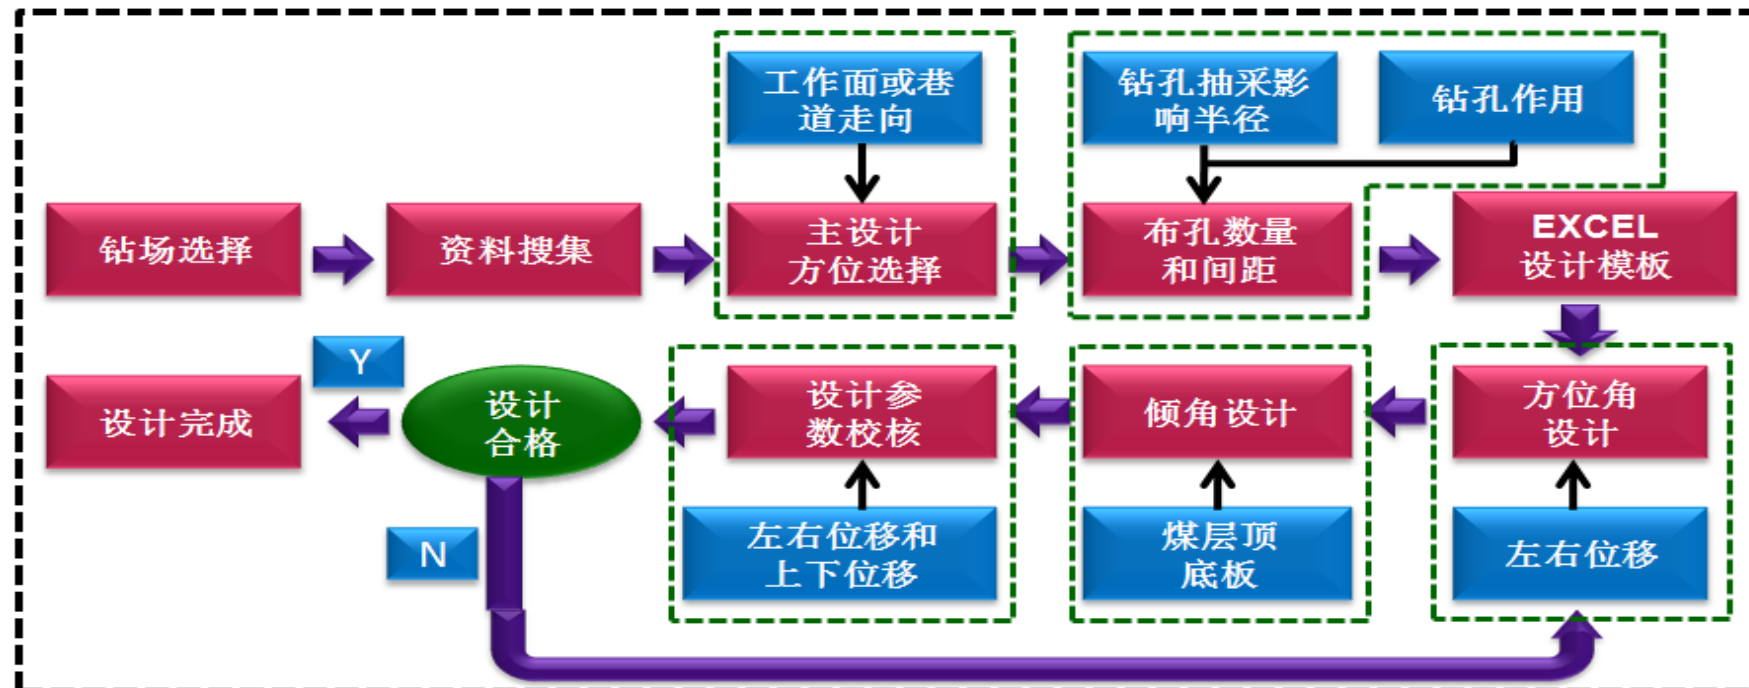 工作面或巷
道走向
钻孔抽采影
响半径
钻孔作用
钻场选择
资料搜集
主设计
方位选择
布孔数量
和间距
EXCEL
设计模板
Y
设计完成
设计
合格
设计参
数校核
倾角设计
方位角
设计
N
左右位移和
上下位移
煤层顶
底板
左右位移